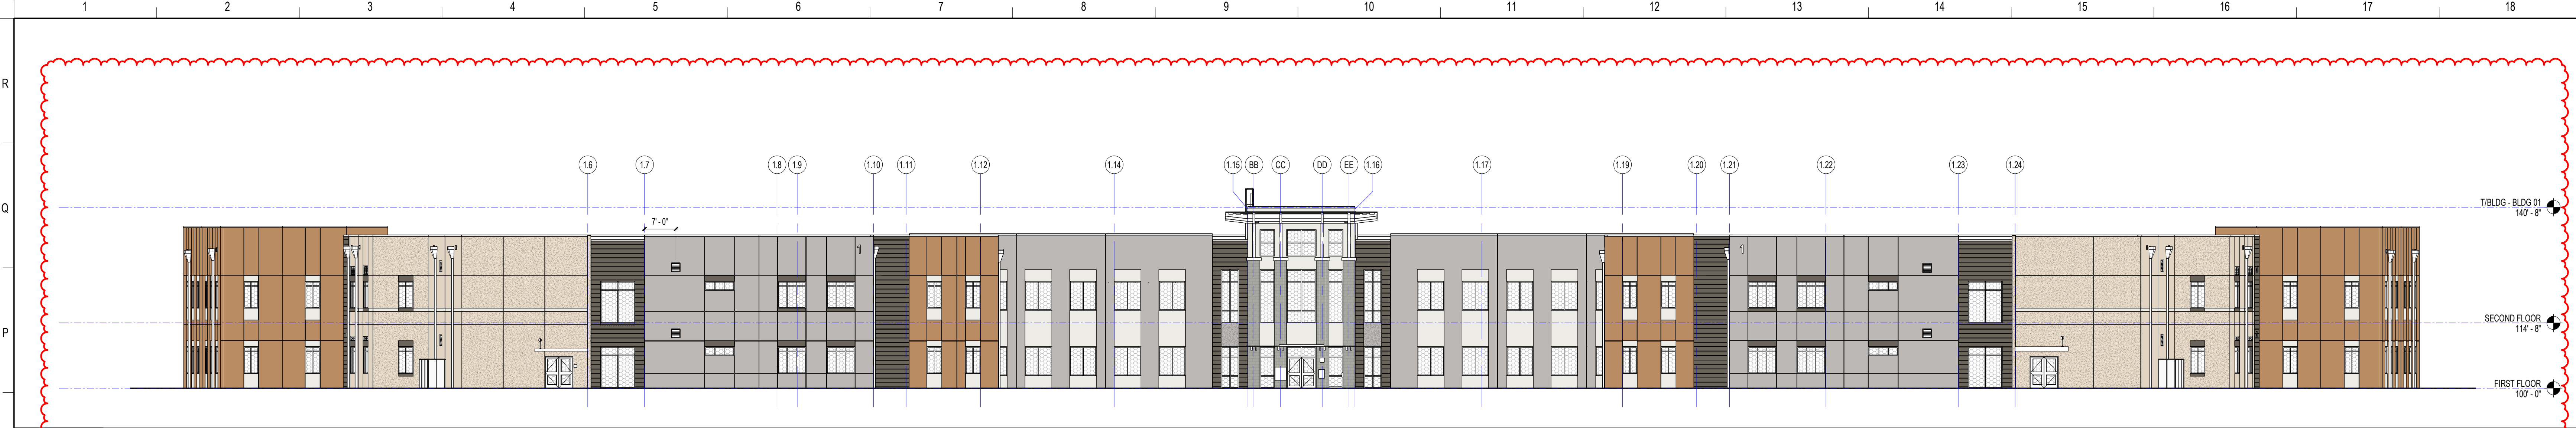 1 2 3 4 5 6 7 8 9 10 11 12 13 14 15 16 17 18
R
1.6 1.7 1.8 1.9 1.10 1.11 1.12 1.14 1.15 BB CC DD EE 1.16 1.17 1.19 1.20 1.21 1.22 1.23 1.24
Q
T/BLDG - BLDG 01
140' - 8"
7' - 0"
SECOND FLOOR
114' - 8"
P
FIRST FLOOR
100' - 0"